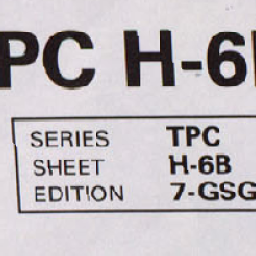 PC H-6
SERIES TPC
SHEET H-6B
EDITION 7-GSG